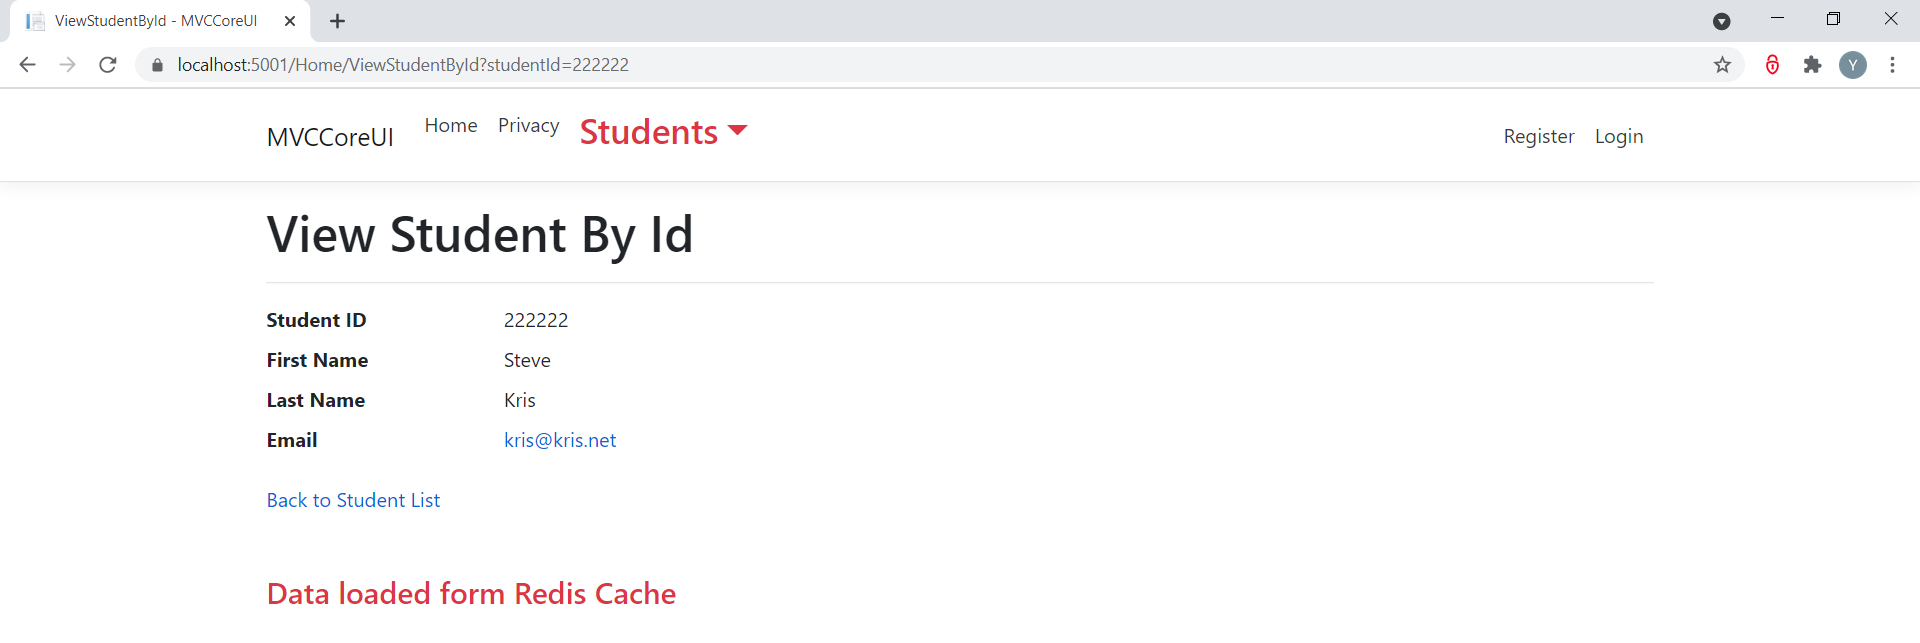 ViewStudentById - MVCCoreUI
localhost:5001/Home/ViewStudentById?studentId=222222
Y
MVCCoreUI Home Privacy Students Register Login
View Student By Id
Student ID 222222
First Name Steve
Last Name Kris
Email kris@kris.net
Back to Student List
Data loaded form Redis Cache